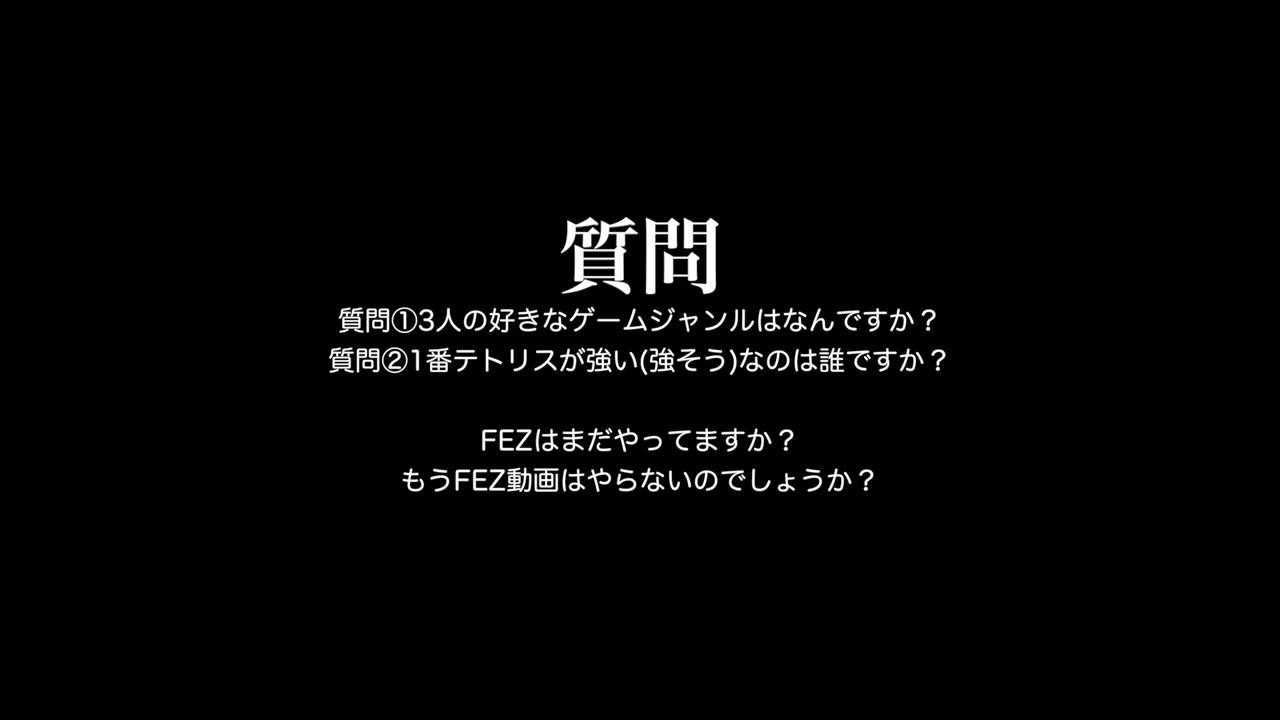 質問
質問①3人の好きなゲームジャンルはなんですか？
質問②1番テトリスが強い(強そう)なのは誰ですか？
FEZはまだやってますか？
もうFEZ動画はやらないのでしょうか？